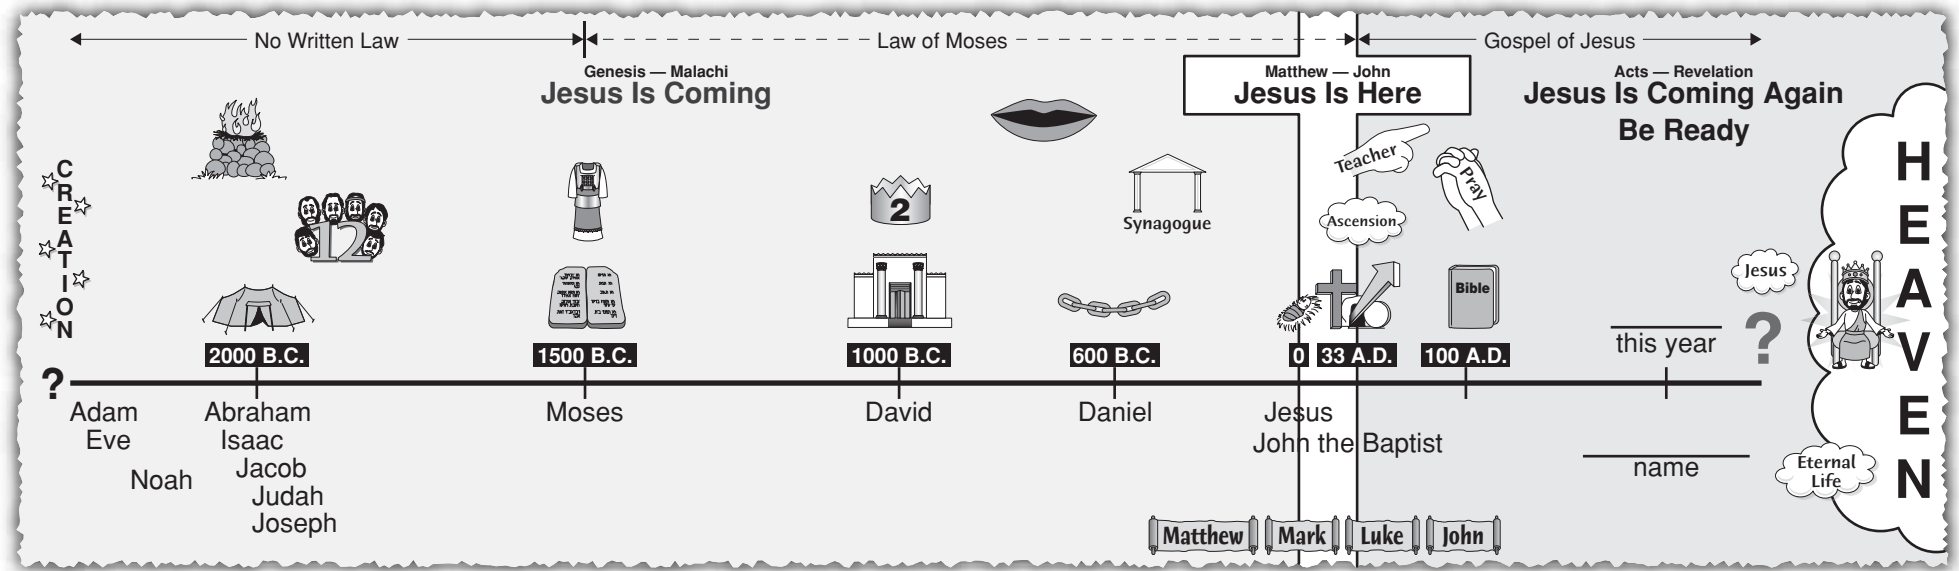 No Written Law
Law of Moses
Gospel of Jesus
Genesis — Malachi
Jesus Is Coming
Matthew — John
Jesus Is Here
Acts — Revelation
Jesus Is Coming Again
Be Ready
CREATION
12
2
Synagogue
Teacher
Pray
Ascension
Bible
Jesus
HEAVEN
this year
?
2000 B.C.
1500 B.C.
1000 B.C.
600 B.C.
0
33 A.D.
100 A.D.
?
Adam
Eve
Noah
Abraham
Isaac
Jacob
Judah
Joseph
Moses
David
Daniel
Jesus
John the Baptist
name
Eternal
Life
Matthew
Mark
Luke
John